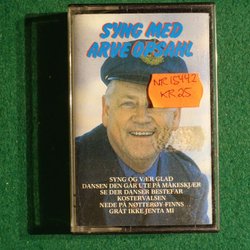 SYNG MED
ARVE OPSAHL
NR.15442
KR.25.
SYNG OG VÆR GLAD
DANSEN DEN GÅR UTE PÅ MÅKESKJÆR
SE DER DANSER BESTEFAR
KOSTERVALSEN
NEDE PÅ NØTTERØY-FINNS
GRÅT IKKE JENTA MI